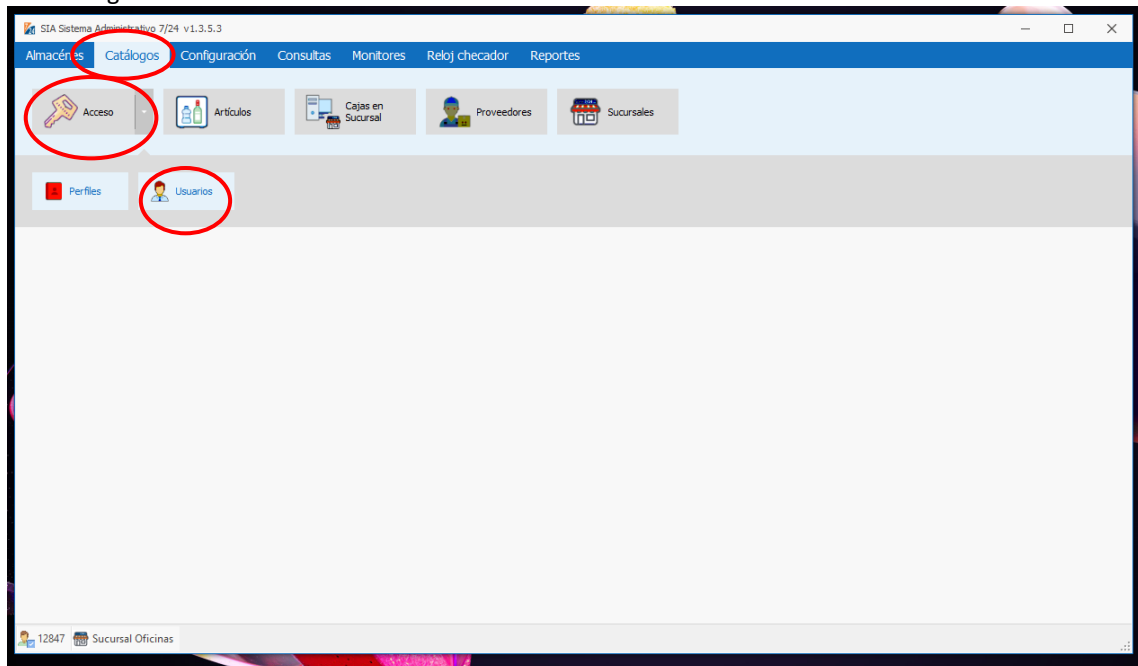 SIA Sistema Administrativo 7/24 v1.3.5.3
Almacénes Catálogos Configuración Consultas Monitores Reloj checador Reportes
Acceso
Artículos
Cajas en
Sucursal
Proveedores
Sucursales
Perfiles
Usuarios
12847 Sucursal Oficinas